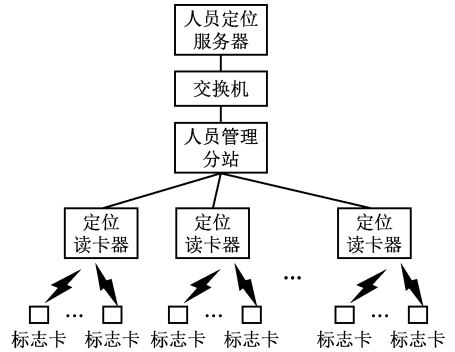 人员定位
服务器
交换机
人员管理
分站
定位
读卡器
定位
读卡器
定位
读卡器
...
... ... ...
标志卡 标志卡 标志卡 标志卡 标志卡 标志卡